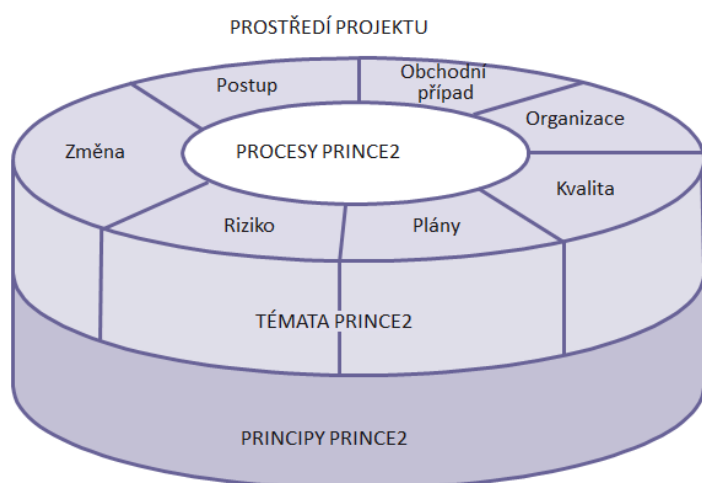 PROSTŘEDÍ PROJEKTU
Postup
Obchodní
případ
Organizace
Změna
PROCESY PRINCE2
Kvalita
Riziko
Plány
TÉMATA PRINCE2
PRINCIPY PRINCE2